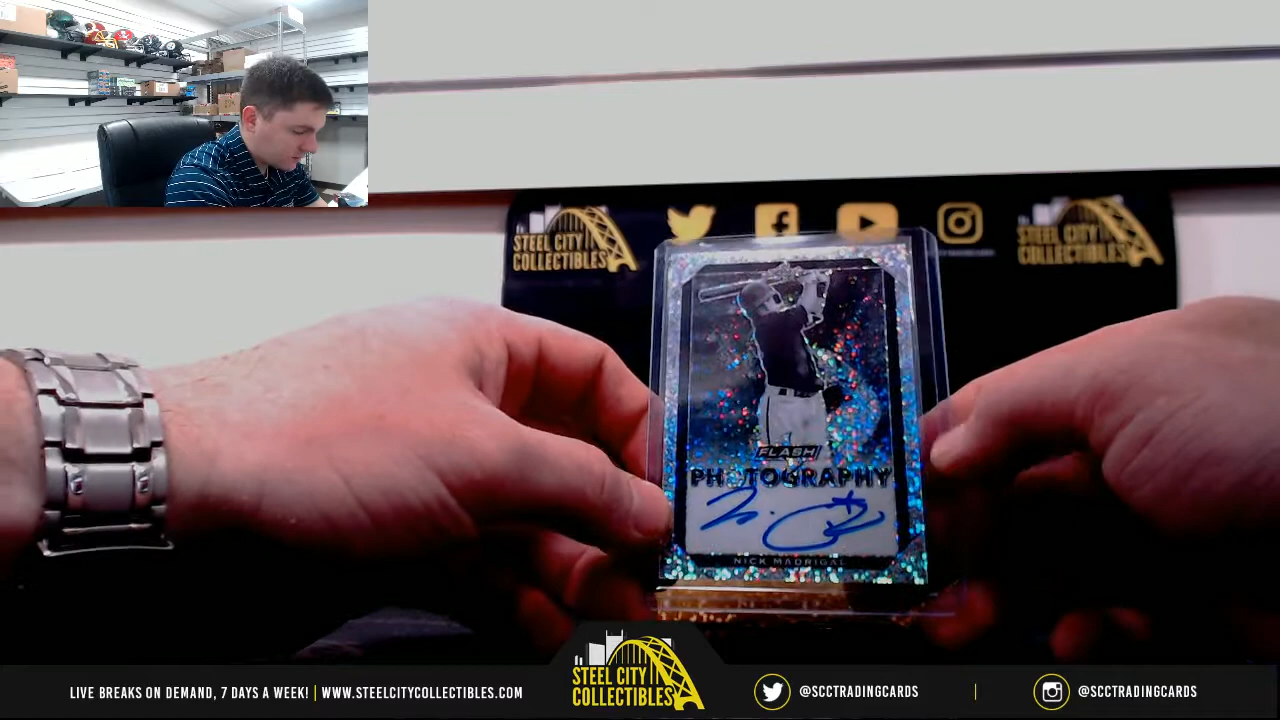 STEEL CITY
COLLECTIBLES
STEEL CITY
COLLECTIBLES
FLASH
PHOTOGRAPHY
NICK MADRIGAL
LIVE BREAKS ON DEMAND, 7 DAYS A WEEK! | WWW.STEELCITYCOLLECTIBLES.COM
STEEL CITY
COLLECTIBLES
@SCCTRADINGCARDS | @SCCTRADINGCARDS